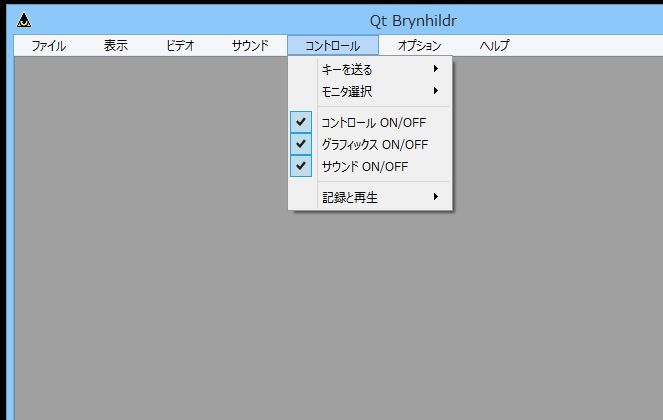 Qt Brynhildr
ファイル 表示 ビデオ サウンド コントロール オプション ヘルプ
キーを送る
モニタ選択
コントロール ON/OFF
グラフィックス ON/OFF
サウンド ON/OFF
記録と再生